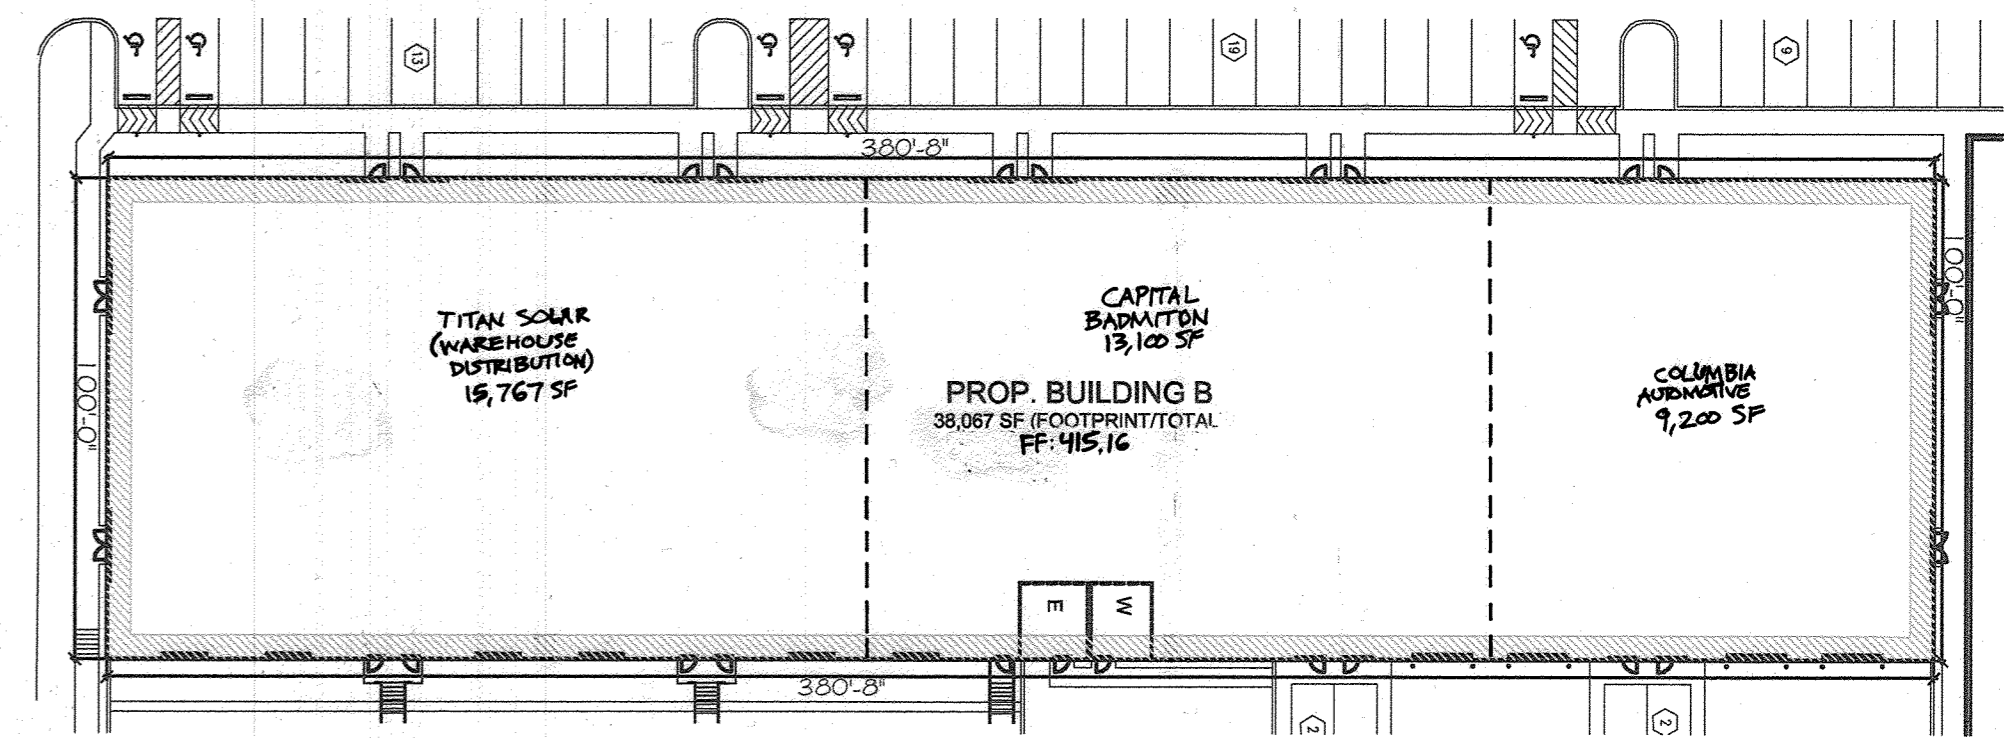 13
19
9
380'-8"
100'-0"
100'-0"
TITAN SOLAR
(WAREHOUSE
DISTRIBUTION)
15,767 SF
CAPITAL
BADMITON
13,100 SF
PROP. BUILDING B
38,067 SF (FOOTPRINT/TOTAL
FF: 415.16
COLUMBIA
AUTOMOTIVE
9,200 SF
E
W
380'-8"
2
2